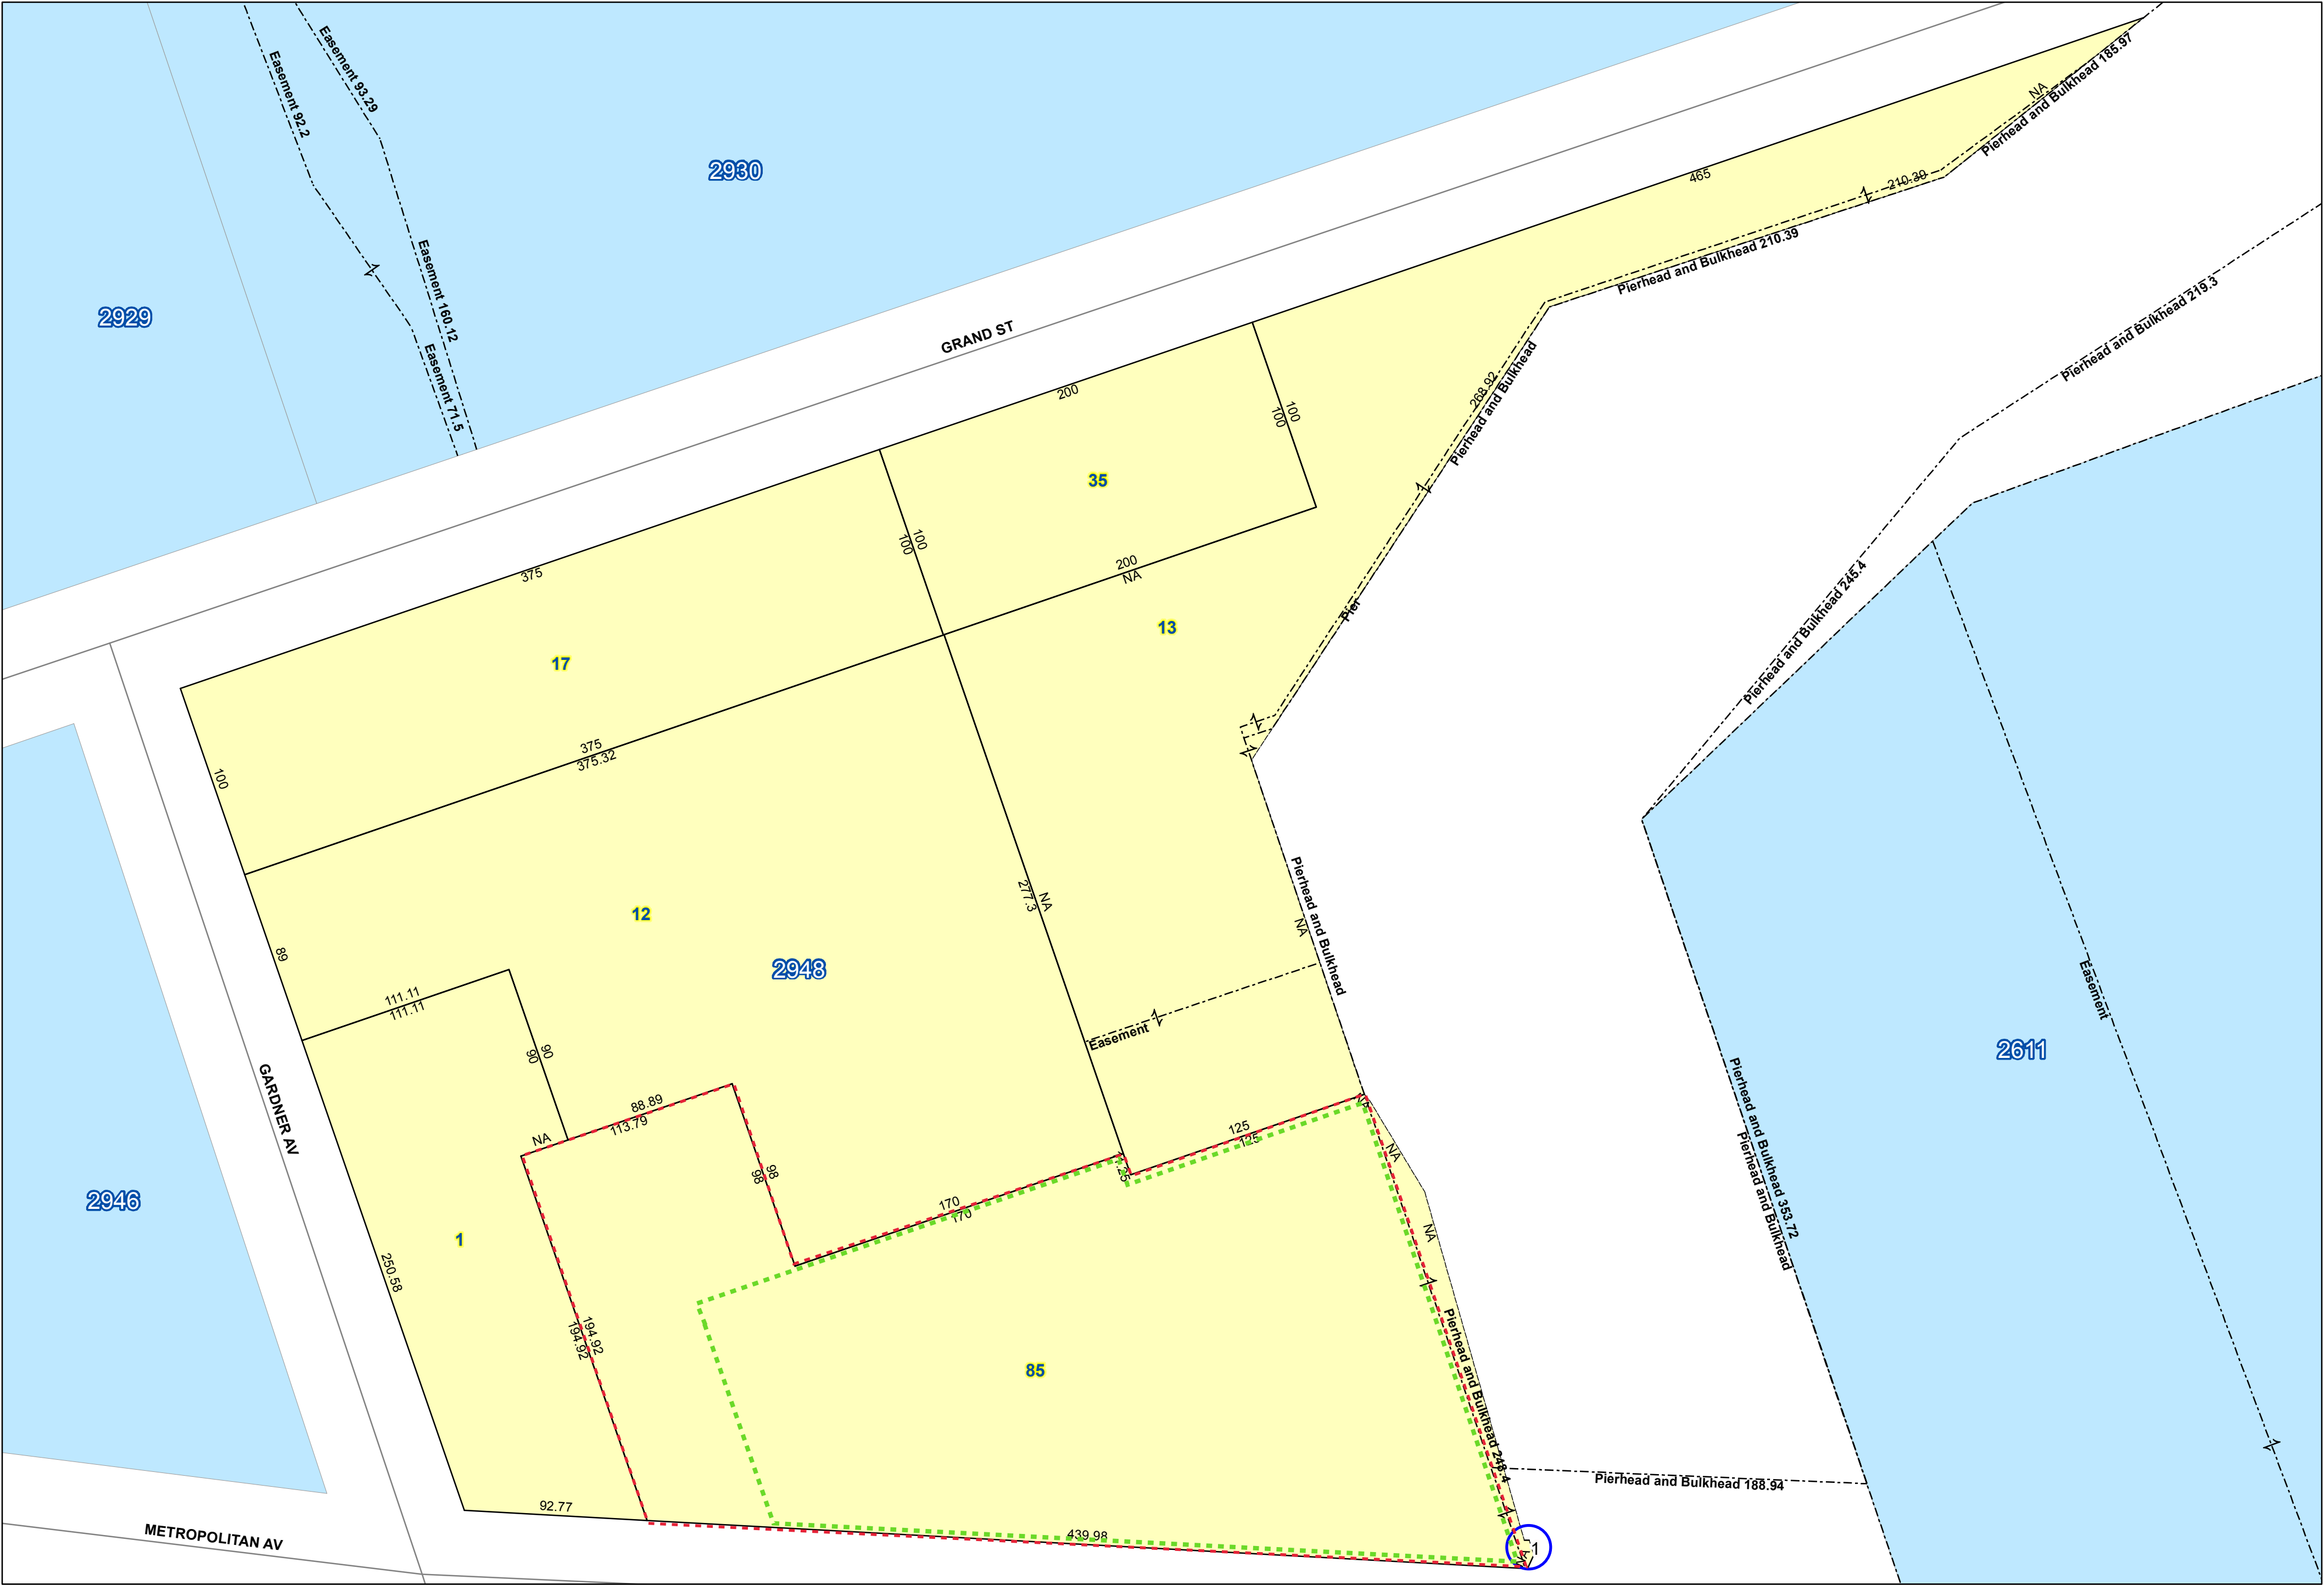 Easement 92.2
Easement 93.29
2930
2929
Easement 160.12
Easement 71.5
GRAND ST
465
NA
Pierhead and Bulkhead 185.97
210.39
Pierhead and Bulkhead 210.39
Pierhead and Bulkhead 219.3
200
100
100
268.92
Pierhead and Bulkhead
35
375
100
100
200
NA
Pier
13
17
Pierhead and Bulkhead 245.4
375
375.32
100
277.3
NA
Pierhead and Bulkhead
NA
12
2948
89
111.11
111.11
90
90
Easement
Easement
2611
GARDNER AV
88.89
113.79
NA
98
98
125
125
NA
NA
170
170
NA
2946
1
250.58
194.92
194.92
85
Pierhead and Bulkhead 353.72
Pierhead and Bulkhead
Pierhead and Bulkhead 248.4
Pierhead and Bulkhead 188.94
92.77
439.98
METROPOLITAN AV
1
NA